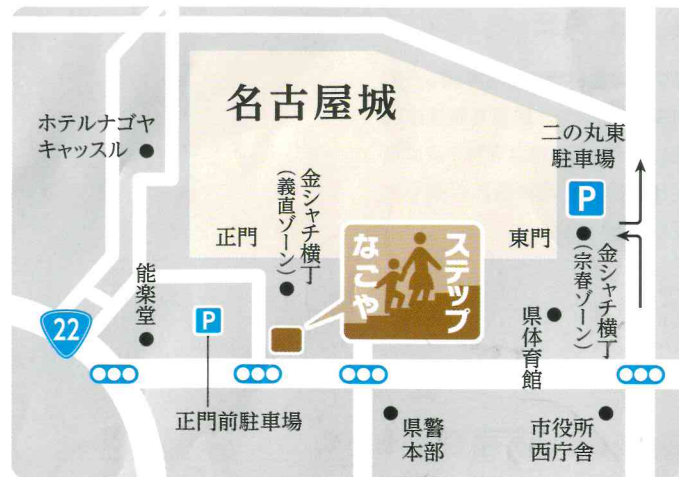 名古屋城
ホテルナゴヤ
キャッスル
二の丸東
駐車場
P
金シャチ横丁
（義直ゾーン）
正門
東門
ステップ
なごや
金シャチ横丁
（宗春ゾーン）
能楽堂
22
P
県体育館
正門前駐車場
県警
本部
市役所
西庁舎